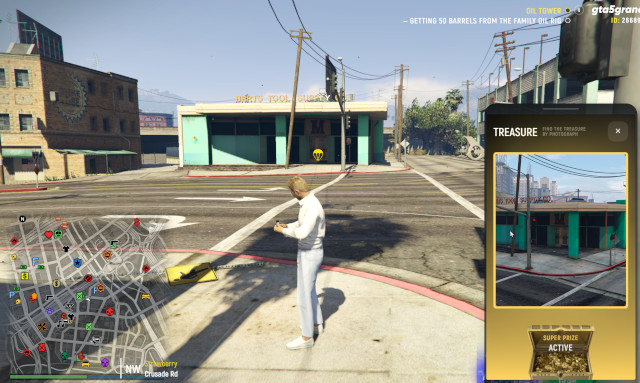 OIL TOWER
— GETTING 50 BARRELS FROM THE FAMILY OIL RIG
gta5grand
TREASURE
FIND THE TREASURE
BY PHOTOGRAPH
×
SUPER PRIZE
ACTIVE
N
NW
Crusade Rd